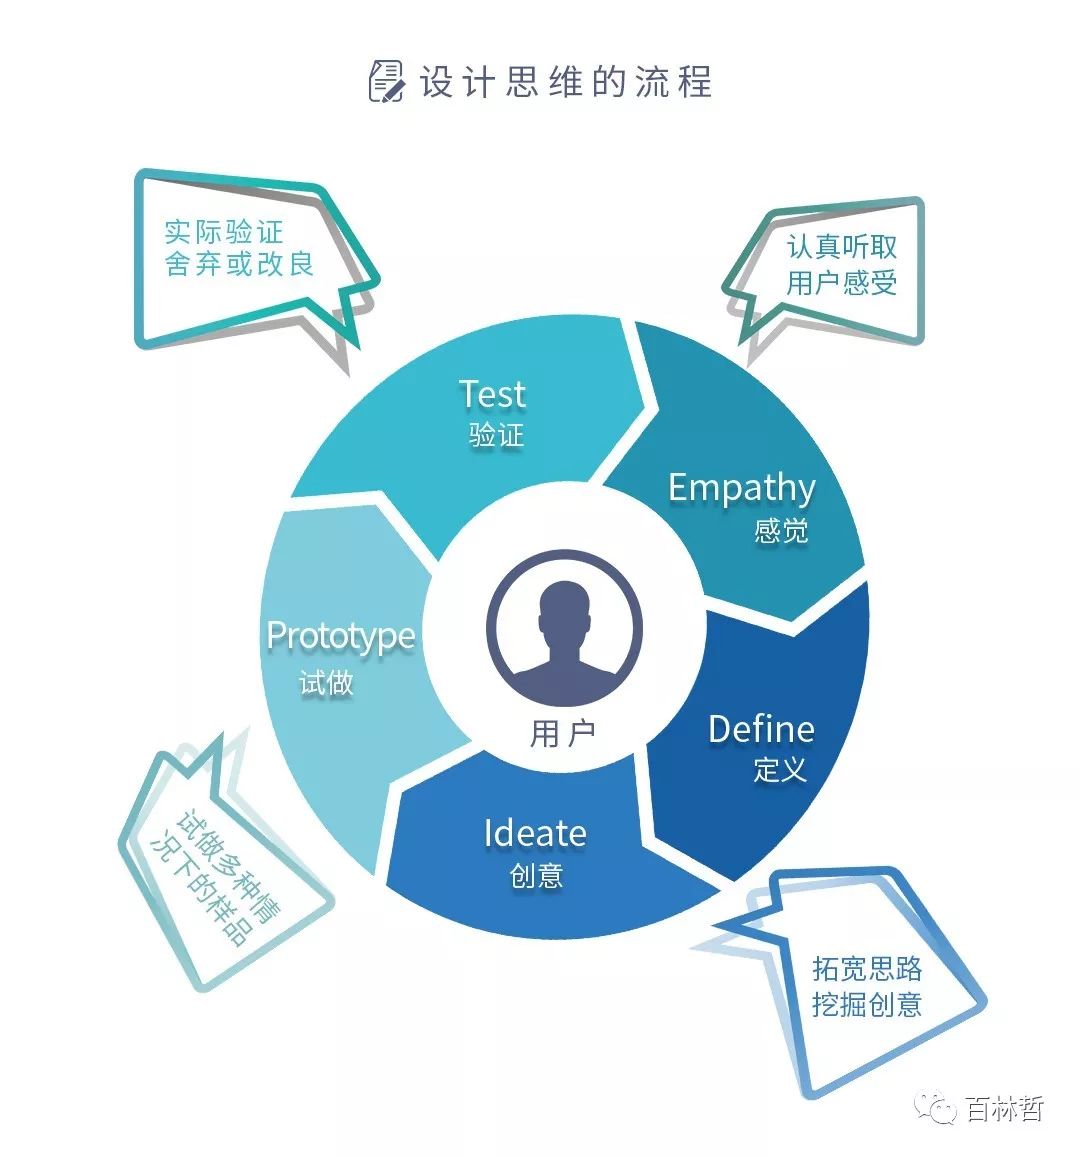 设计思维的流程
实际验证
舍弃或改良
认真听取
用户感受
Test
验证
Empathy
感觉
Prototype
试做
用户
Define
定义
Ideate
创意
试做多种情
况下的样品
拓宽思路
挖掘创意
百林哲